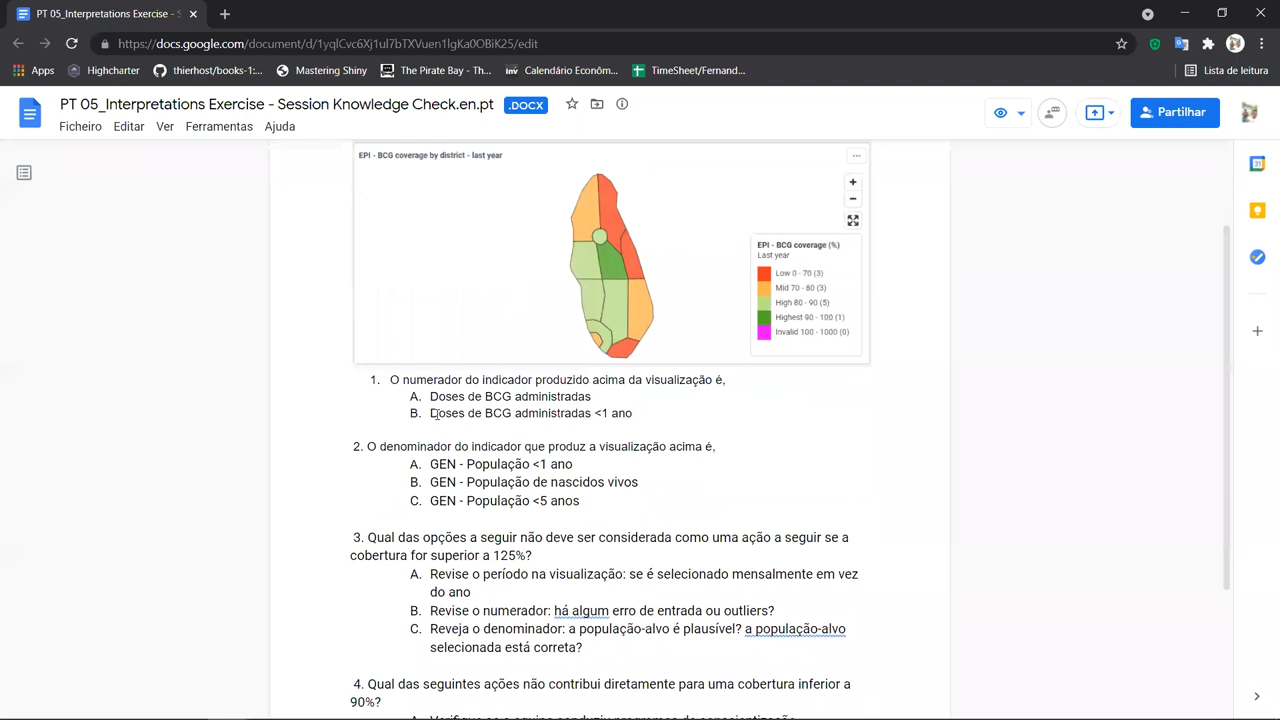 PT 05_Interpretations Exercise - S
https://docs.google.com/document/d/1yqlCvc6Xj1ul7bTXVuen1lgKa0OBiK25/edit
Apps
Highcharter
thierhost/books-1:...
Mastering Shiny
The Pirate Bay - Th...
inv
Calendário Econôm...
TimeSheet/Fernand...
Lista de leitura
PT 05_Interpretations Exercise - Session Knowledge Check.en.pt
.DOCX
Partilhar
Ficheiro Editar Ver Ferramentas Ajuda
EPI - BCG coverage by district - last year
EPI - BCG coverage (%)
Last year
Low 0 - 70 (3)
Mid 70 - 80 (3)
High 80 - 90 (5)
Highest 90 - 100 (1)
Invalid 100 - 1000 (0)
1. O numerador do indicador produzido acima da visualização é,
A. Doses de BCG administradas
B. Doses de BCG administradas <1 ano
2. O denominador do indicador que produz a visualização acima é,
A. GEN - População <1 ano
B. GEN - População de nascidos vivos
C. GEN - População <5 anos
3. Qual das opções a seguir não deve ser considerada como uma ação a seguir se a
cobertura for superior a 125%?
A. Revise o período na visualização: se é selecionado mensalmente em vez
do ano
B. Revise o numerador: há algum erro de entrada ou outliers?
C. Reveja o denominador: a população-alvo é plausível? a população-alvo
selecionada está correta?
4. Qual das seguintes ações não contribui diretamente para uma cobertura inferior a
90%?